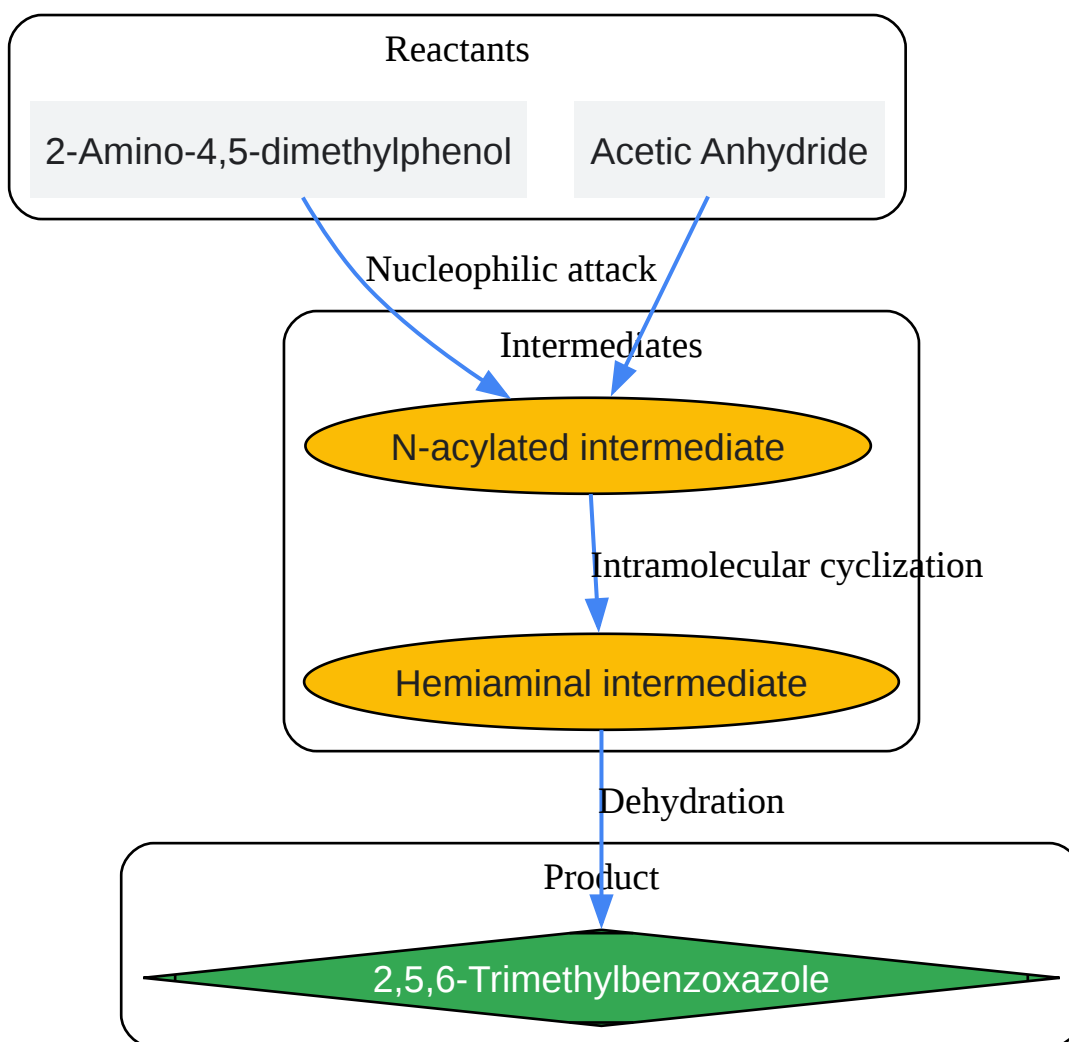 Reactants
2-Amino-4,5-dimethylphenol
Acetic Anhydride
Nucleophilic attack
Intermediates
N-acylated intermediate
Intramolecular cyclization
Hemiaminal intermediate
Dehydration
Product
2,5,6-Trimethylbenzoxazole